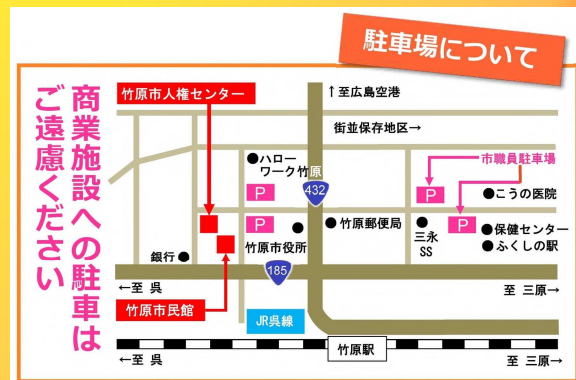 駐車場について
商業施設への駐車は
ご遠慮ください
竹原市人権センター
↑至広島空港
街並保存地区→
●ハロー
ワーク竹原
市職員駐車場
P
432
P
●こうの医院
P
竹原市役所
●竹原郵便局
三永
SS
P
●保健センター
●ふくしの駅
銀行●
185
←至 呉
至 三原→
竹原市民館
JR呉線
竹原駅
←至 呉
至 三原→